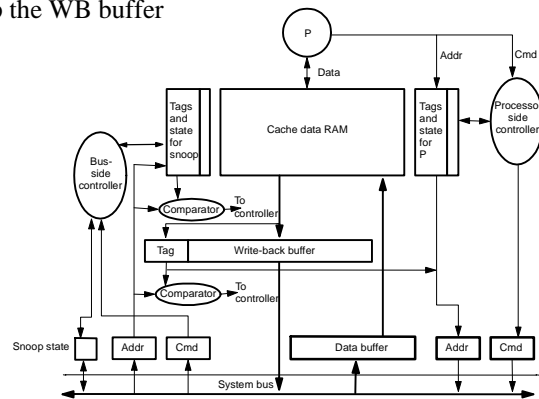 o the WB buffer
P
Addr
Cmd
Data
Tags
and
state
for
snoop
Cache data RAM
Tags
and
state
for
P
Processo
side
controller
Bus-
side
controller
Comparator
To
controller
Tag
Write-back buffer
Comparator
To
controller
Snoop state
Addr
Cmd
Data buffer
Addr
Cmd
System bus